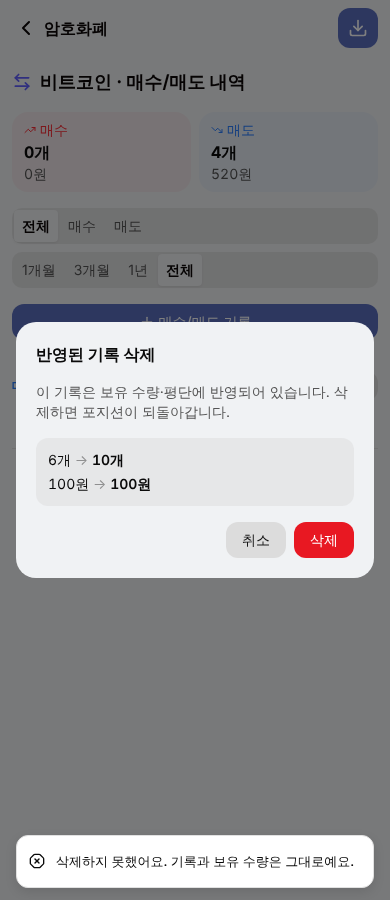 암호화폐
비트코인 · 매수/매도 내역
매수
매도
0개
4개
0원
520원
전체 매수 매도
1개월 3개월 1년 전체
반영된 기록 삭제
이 기록은 보유 수량·평단에 반영되어 있습니다. 삭
제하면 포지션이 되돌아갑니다.
6개 → 10개
100원 → 100원
취소 삭제
삭제하지 못했어요. 기록과 보유 수량은 그대로예요.